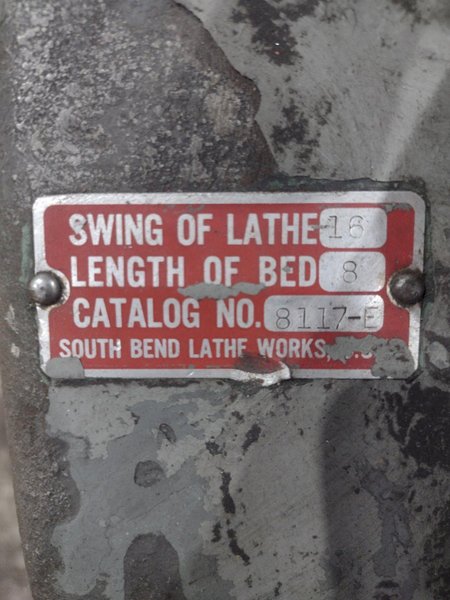 SWING OF LATHE 16
LENGTH OF BED 8
CATALOG NO. 8117-E
SOUTH BEND LATHE WORKS